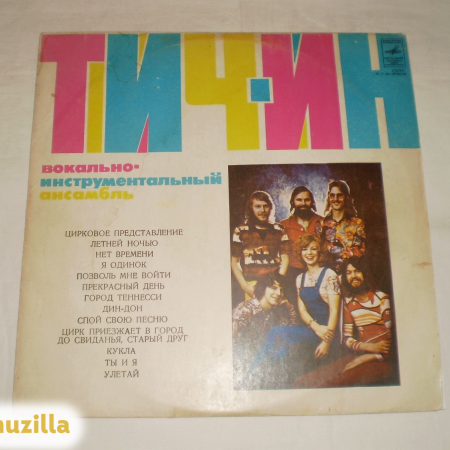 ТИЧ-ИН
вокально-
инструментальный
ансамбль
ЦИРКОВОЕ ПРЕДСТАВЛЕНИЕ
ЛЕТНЕЙ НОЧЬЮ
НЕТ ВРЕМЕНИ
Я ОДИНОК
ПОЗВОЛЬ МНЕ ВОЙТИ
ПРЕКРАСНЫЙ ДЕНЬ
ГОРОД ТЕННЕССИ
ДИН-ДОН
СПОЙ СВОЮ ПЕСНЮ
ЦИРК ПРИЕЗЖАЕТ В ГОРОД
ДО СВИДАНЬЯ, СТАРЫЙ ДРУГ
КУКЛА
ТЫ И Я
УЛЕТАЙ
muzilla